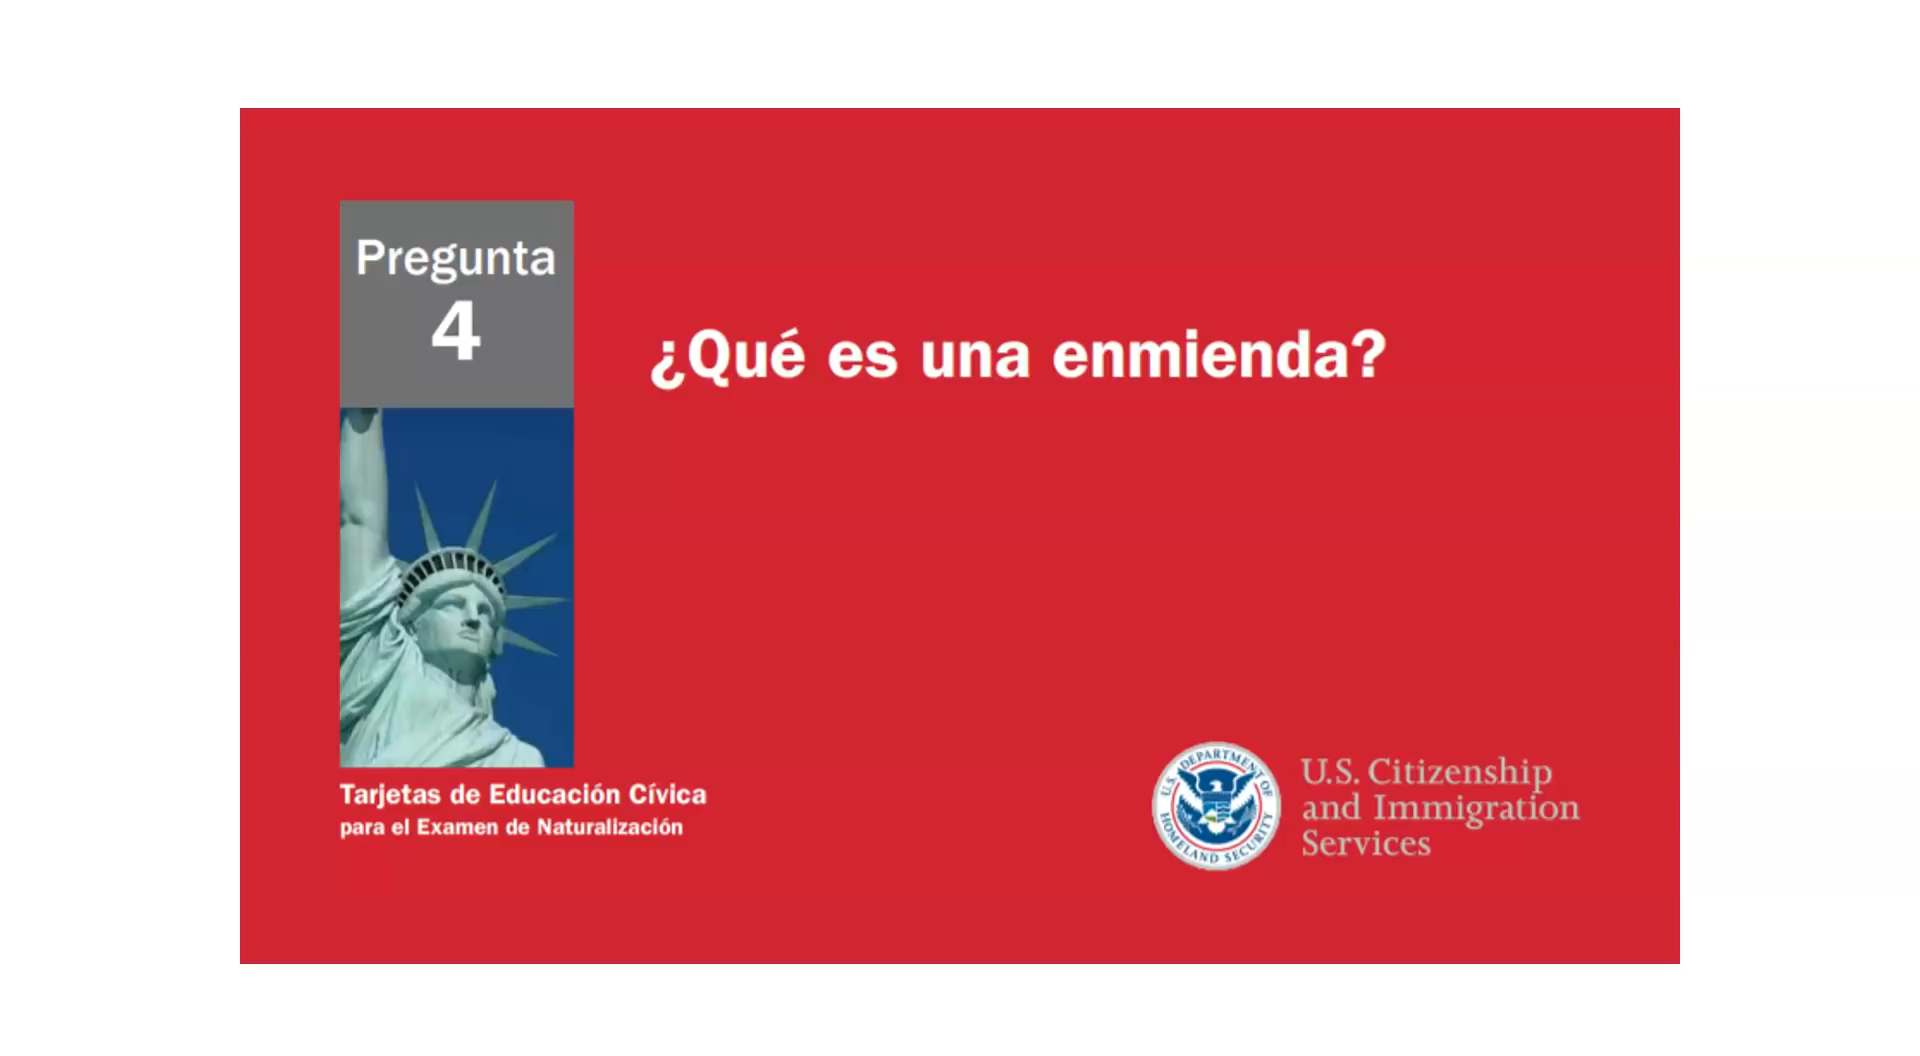 Pregunta
4
¿Qué es una enmienda?
Tarjetas de Educación Cívica
para el Examen de Naturalización
U.S. DEPARTMENT OF
HOMELAND SECURITY
U.S. Citizenship
and Immigration
Services